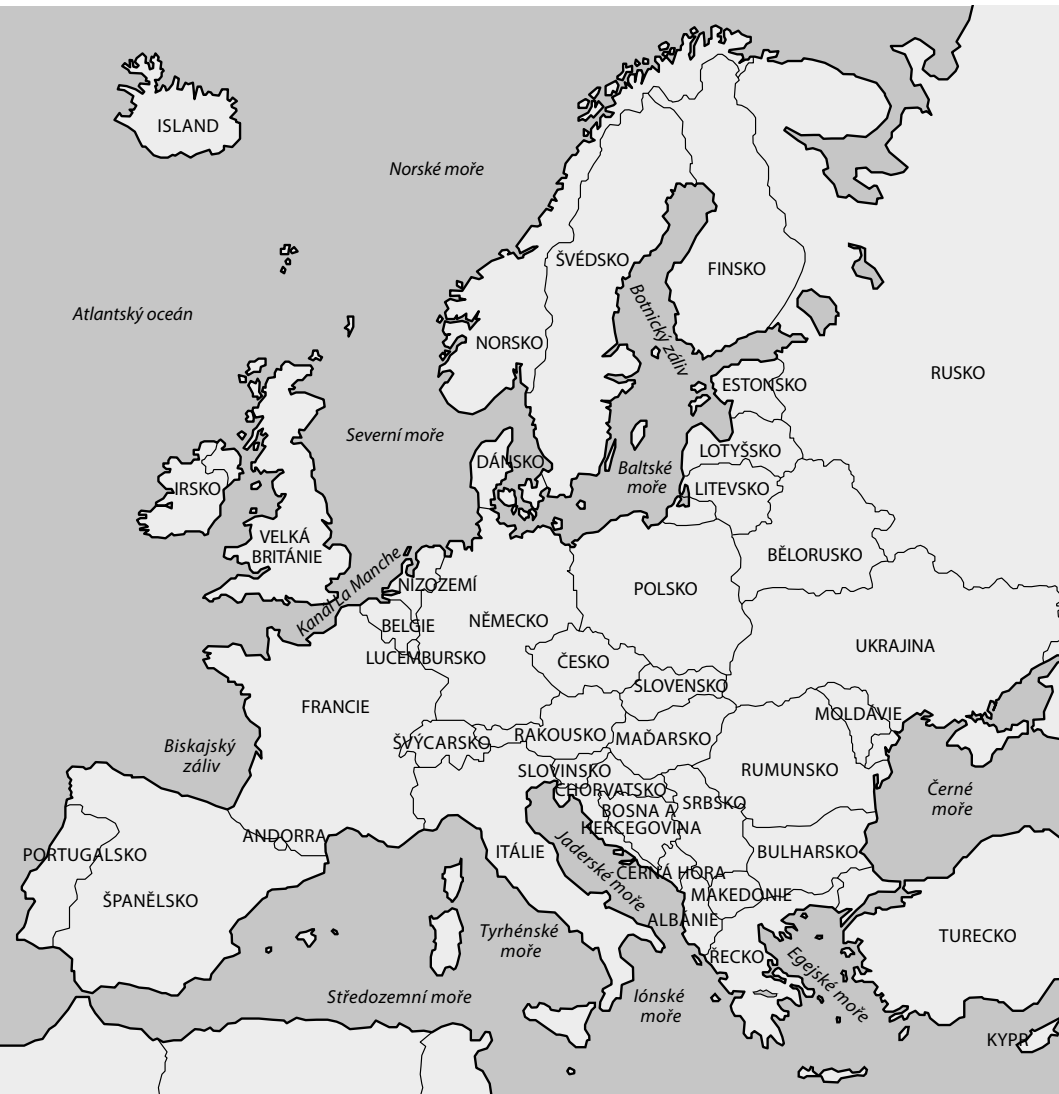 ISLAND
Norské moře
ŠVÉDSKO
FINSKO
Atlantský oceán
Botnický záliv
NORSKO
RUSKO
ESTONSKO
Severní moře
LOTYŠSKO
DÁNSKO
Baltské
moře
IRSKO
LITEVSKO
VELKÁ
BRITÁNIE
BĚLORUSKO
Kanál La Manche
NIZOZEMÍ
POLSKO
BELGIE
NĚMECKO
UKRAJINA
LUCEMBURSKO
ČESKO
SLOVENSKO
FRANCIE
MOLDÁVIE
ŠVÝCARSKO
RAKOUSKO
MAĎARSKO
Biskajský
záliv
SLOVINSKO
RUMUNSKO
CHORVATSKO
Černé
moře
SRBSKO
BOSNA A
HERCEGOVINA
ANDORRA
PORTUGALSKO
ITÁLIE
Jaderské moře
BULHARSKO
ČERNÁ HORA
ŠPANĚLSKO
MAKEDONIE
ALBÁNIE
Tyrhénské
moře
TURECKO
ŘECKO
Egejské moře
Středozemní moře
Iónské
moře
KYPR